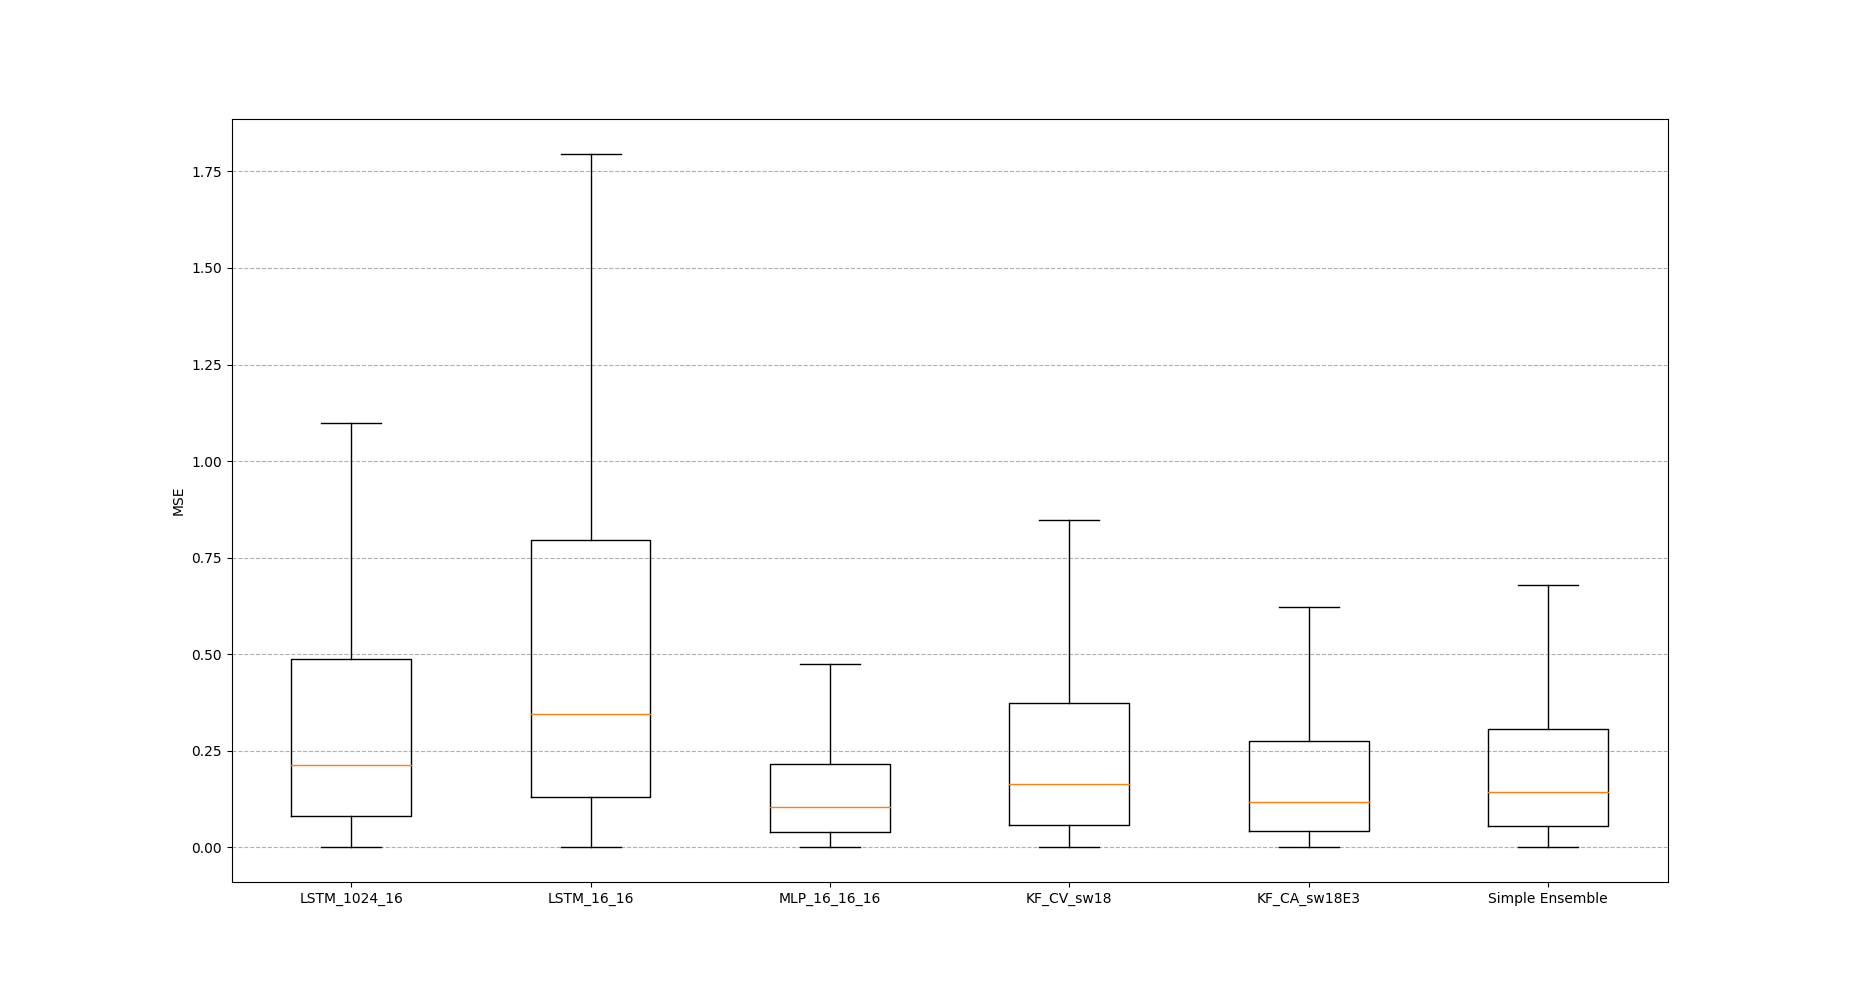 1.75
1.50
1.25
1.00
0.75
0.50
0.25
0.00
MSE
LSTM_1024_16
LSTM_16_16
MLP_16_16_16
KF_CV_sw18
KF_CA_sw18E3
Simple Ensemble